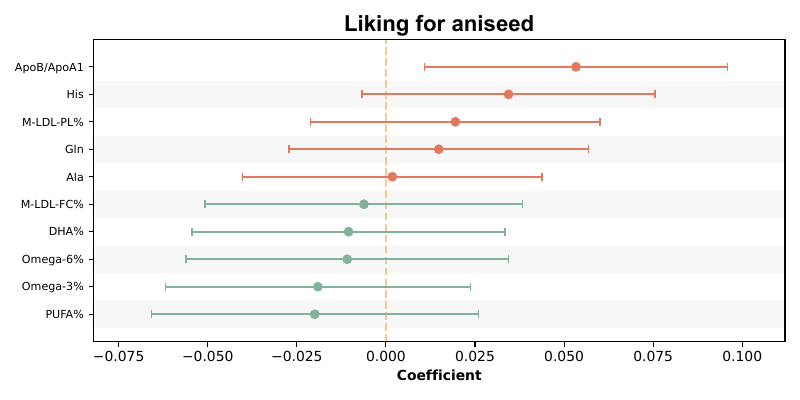 Liking for aniseed
ApoB/ApoA1
His
M-LDL-PL%
Gln
Ala
M-LDL-FC%
DHA%
Omega-6%
Omega-3%
PUFA%
−0.075 −0.050 −0.025 0.000 0.025 0.050 0.075 0.100
Coefficient